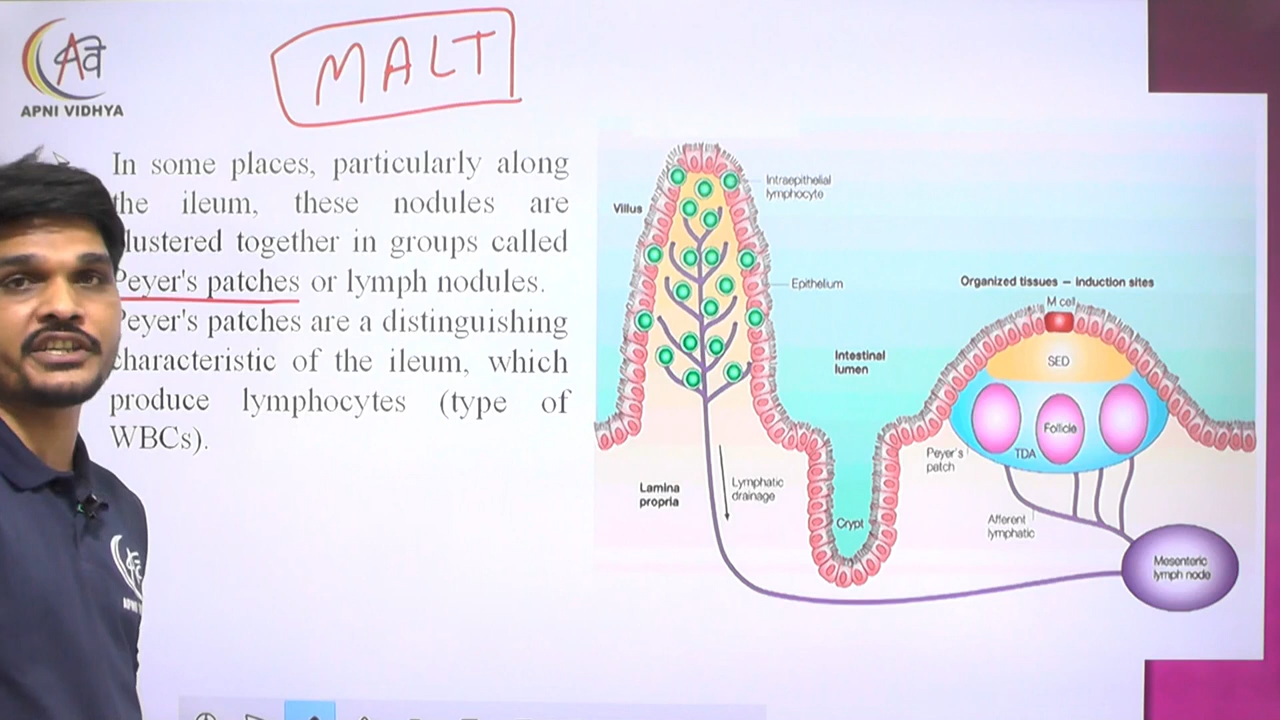 Av
APNI VIDHYA
MALT
In some places, particularly along
the ileum, these nodules are
clustered together in groups called
Peyer's patches or lymph nodules.
Peyer's patches are a distinguishing
characteristic of the ileum, which
produce lymphocytes (type of
WBCs).
Villus
Intraepithelial
lymphocyte
Epithelium
Intestinal
lumen
Organized tissues – induction sites
M cell
SED
Follicle
TDA
Peyer's
patch
Lamina
propria
Lymphatic
drainage
Crypt
Afferent
lymphatic
Mesenteric
lymph node